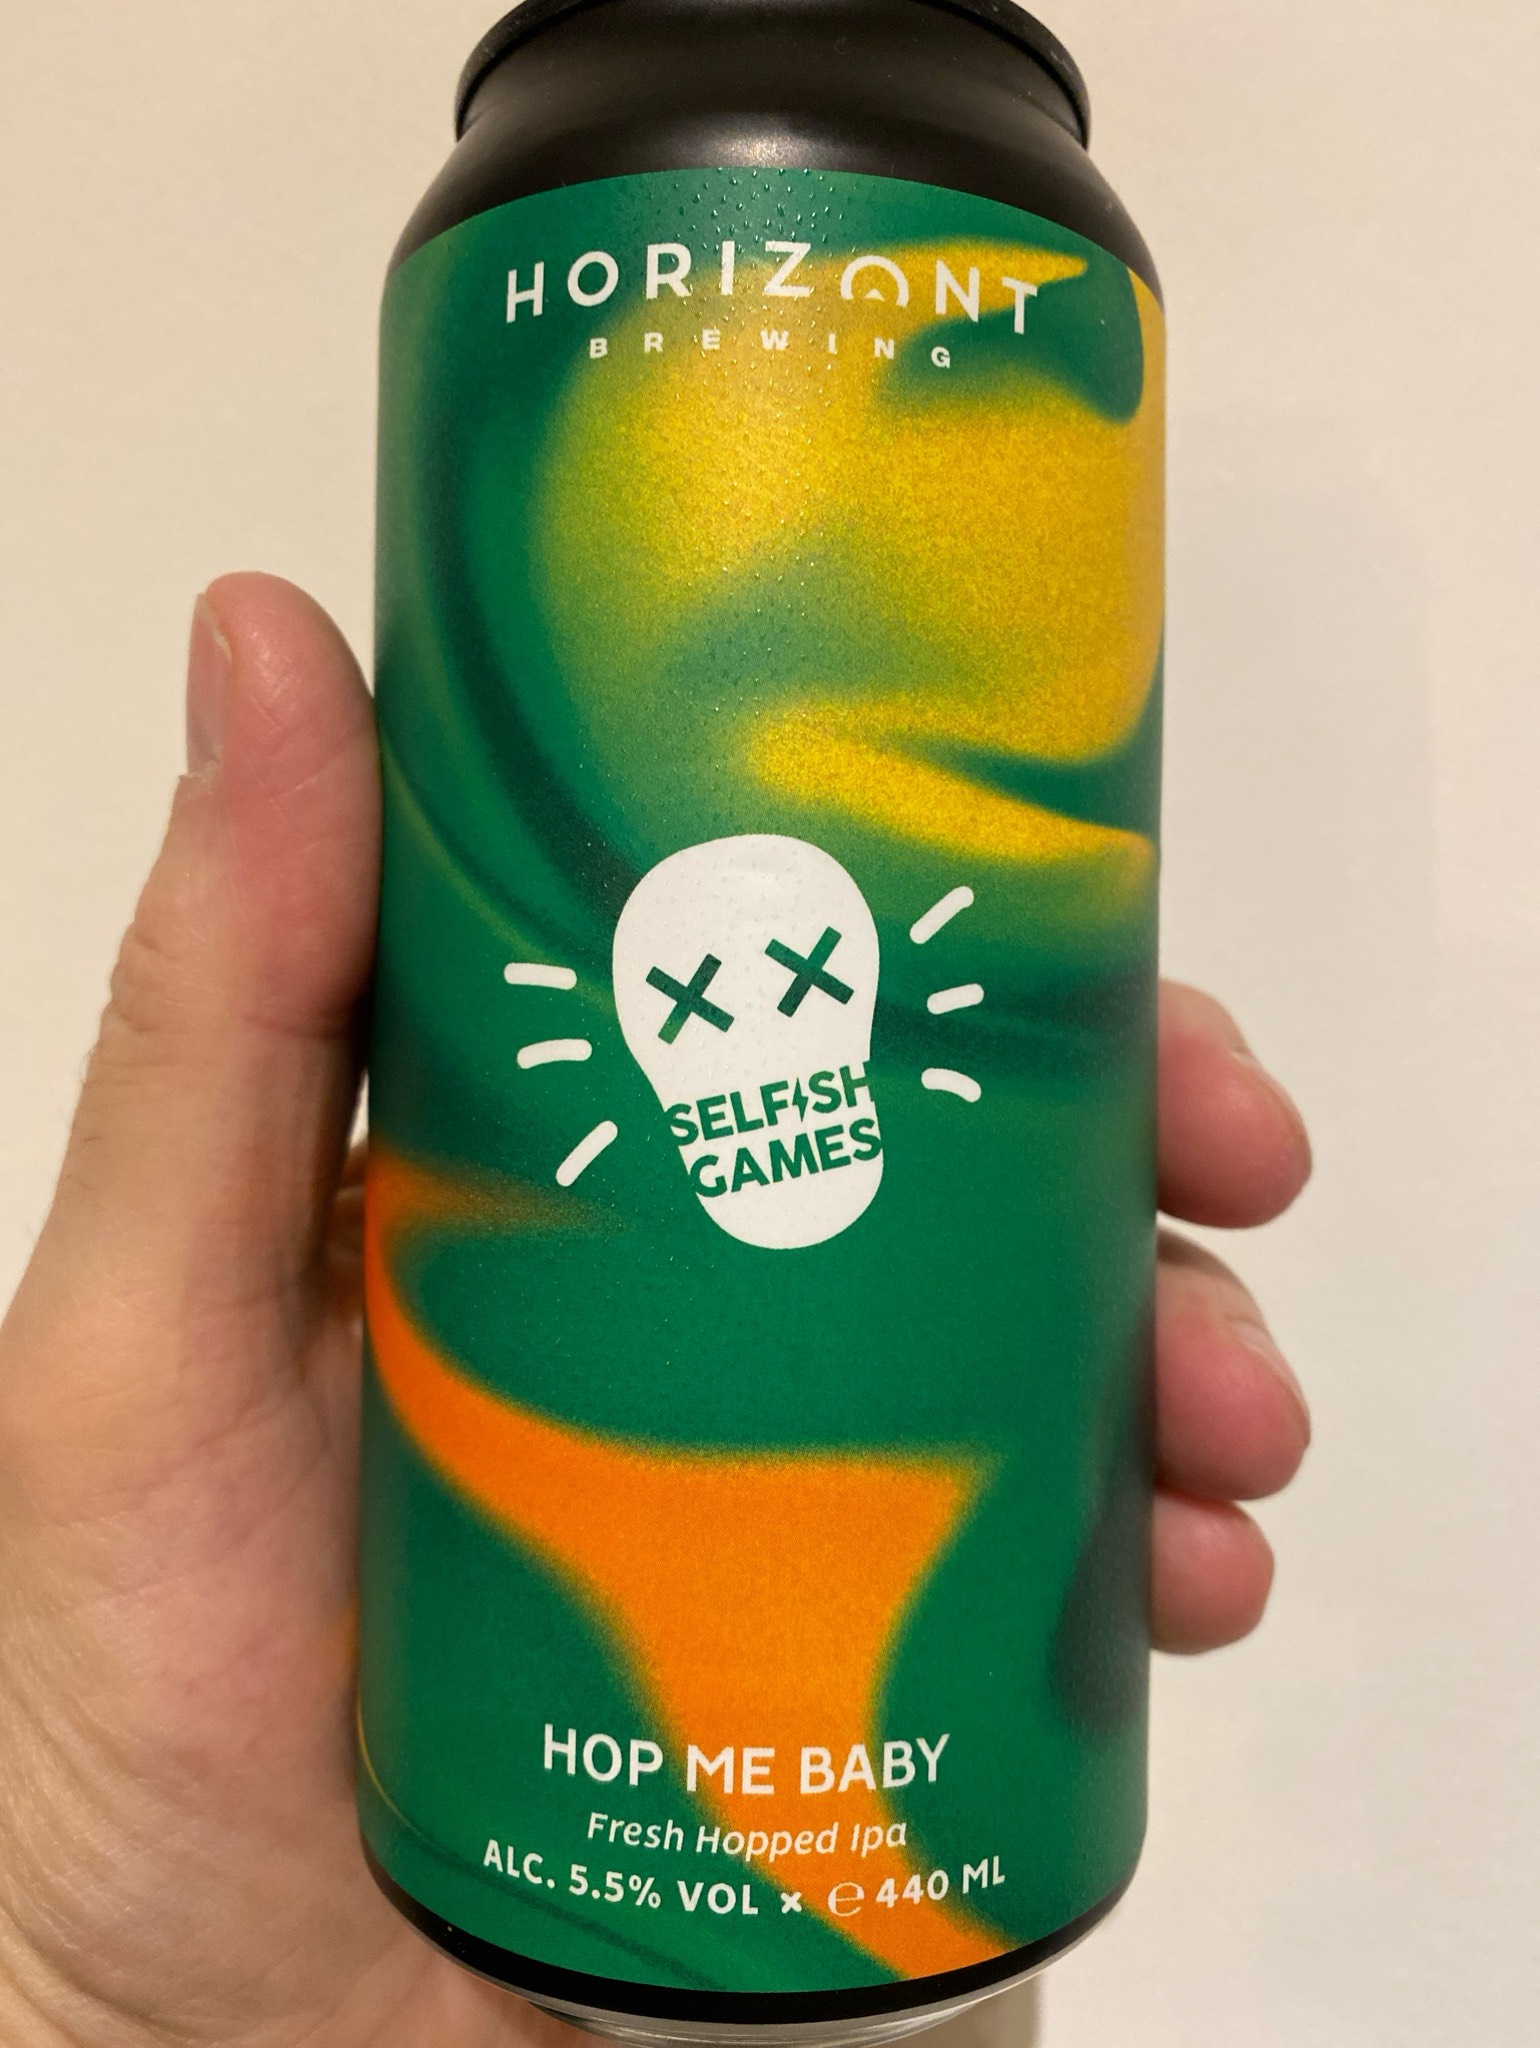 HORIZONT
BREWING
SELFISH
GAMES
HOP ME BABY
Fresh Hopped Ipa
ALC. 5.5% VOL x ℮ 440 ML